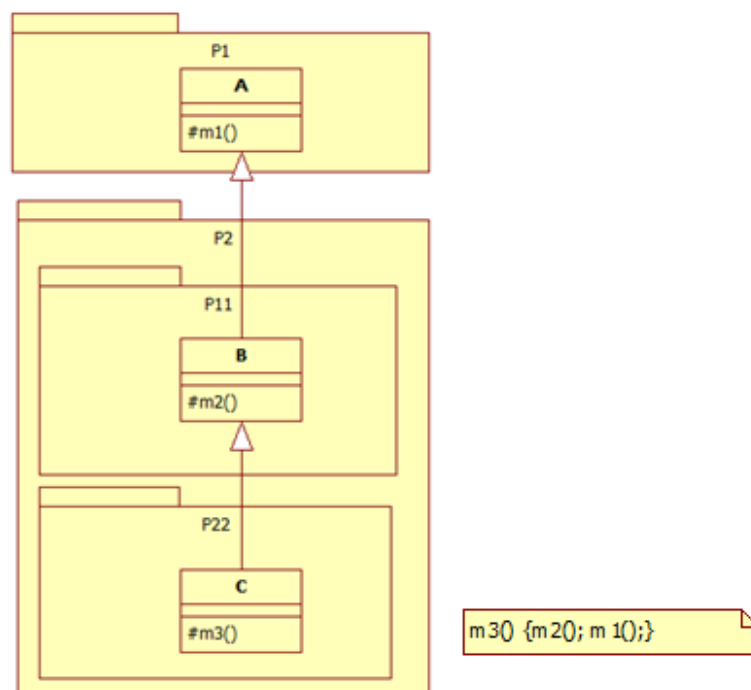 P1
A
#m1()
P2
P11
B
#m2()
P22
C
#m3()
m3() {m2(); m1();}